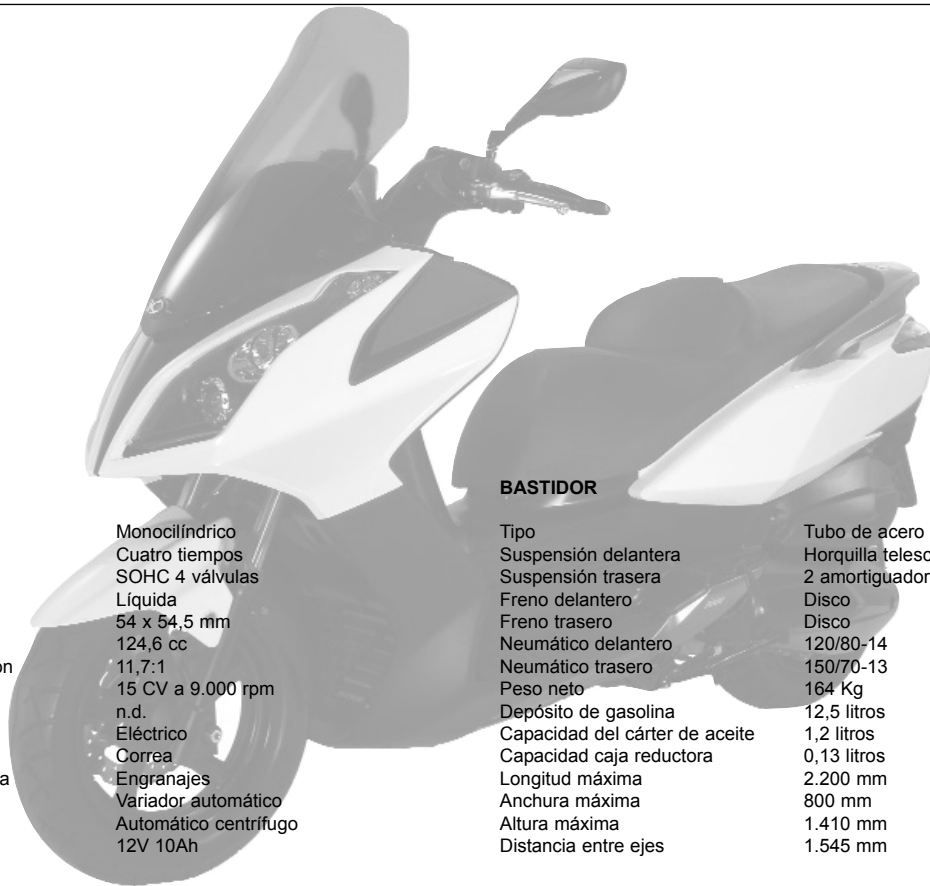 Monocilíndrico
Cuatro tiempos
SOHC 4 válvulas
Líquida
54 x 54,5 mm
124,6 cc
ón 11,7:1
15 CV a 9.000 rpm
n.d.
Eléctrico
Correa
a Engranajes
Variador automático
Automático centrífugo
12V 10Ah
BASTIDOR
Tipo Tubo de acero
Suspensión delantera Horquilla telesc
Suspensión trasera 2 amortiguador
Freno delantero Disco
Freno trasero Disco
Neumático delantero 120/80-14
Neumático trasero 150/70-13
Peso neto 164 Kg
Depósito de gasolina 12,5 litros
Capacidad del cárter de aceite 1,2 litros
Capacidad caja reductora 0,13 litros
Longitud máxima 2.200 mm
Anchura máxima 800 mm
Altura máxima 1.410 mm
Distancia entre ejes 1.545 mm